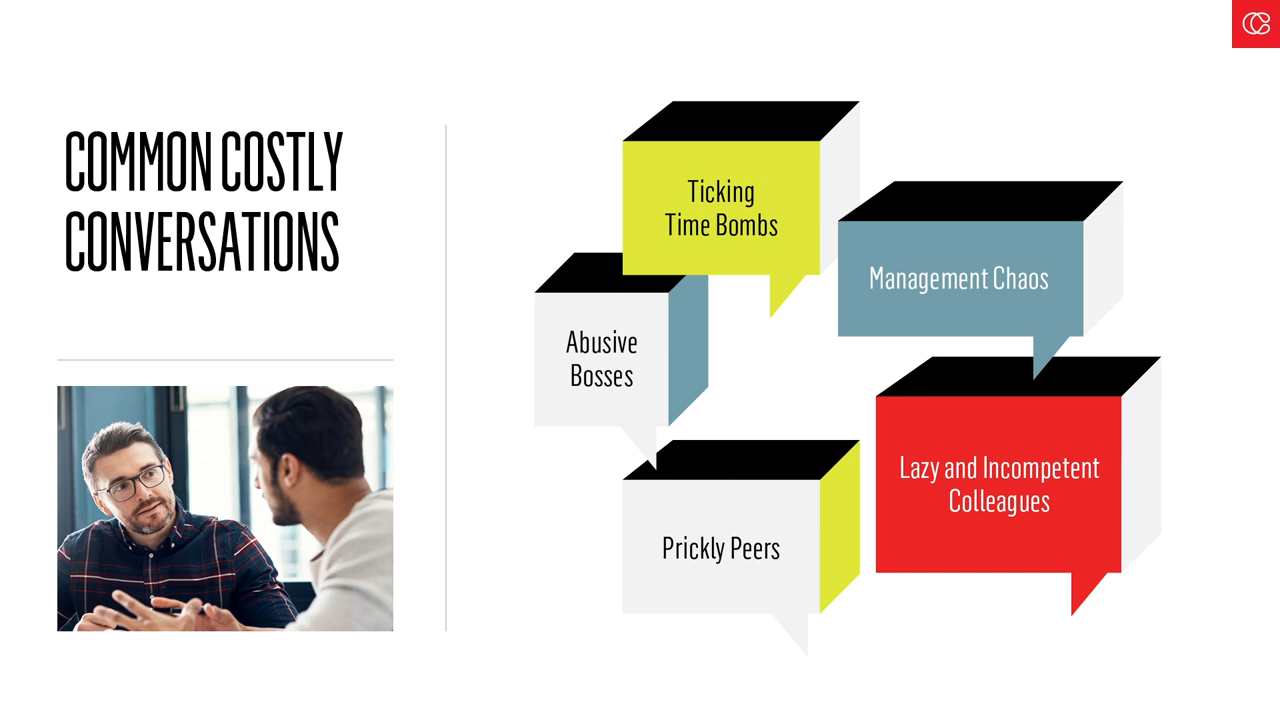 COMMON COSTLY
CONVERSATIONS
Ticking
Time Bombs
Management Chaos
Abusive
Bosses
Lazy and Incompetent
Colleagues
Prickly Peers